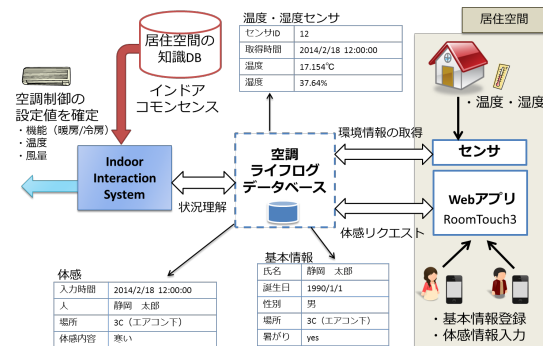 居住空間
温度・湿度センサ
センサID 12
取得時間 2014/2/18 12:00:00
温度 17.154℃
湿度 37.64%
居住空間の
知識DB
インドア
コモンセンス
空調制御の
設定値を確定
・機能（暖房/冷房）
・温度
・風量
・温度・湿度
環境情報の取得
センサ
Indoor
Interaction
System
状況理解
空調
ライフログ
データベース
Webアプリ
RoomTouch3
体感リクエスト
体感
入力時間 2014/2/18 12:00:00
人 静岡 太郎
場所 3C（エアコン下）
体感内容 寒い
基本情報
氏名 静岡 太郎
誕生日 1990/1/1
性別 男
場所 3C（エアコン下）
暑がり yes
・基本情報登録
・体感情報入力